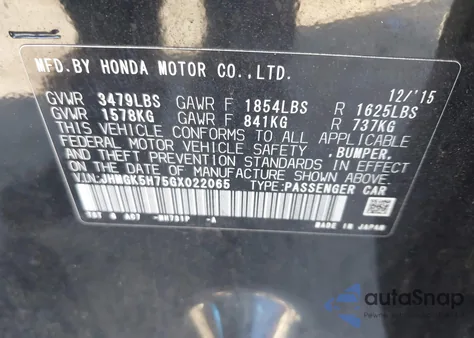 MFD.BY HONDA MOTOR CO.,LTD.
12/'15
GVWR 3479LBS GAWR F 1854LBS R 1625LBS
GVWR 1578KG GAWR F 841KG R 737KG
THIS VEHICLE CONFORMS TO ALL APPLICABLE
FEDERAL MOTOR VEHICLE SAFETY ,BUMPER,
AND THEFT PREVENTION STANDARDS IN EFFECT
ON THE DATE OF MANUFACTURE SHOWN ABOVE.
V.I.N:JHMGK5H75GX022065 TYPE:PASSENGER CAR
MADE IN JAPAN
autoSnap